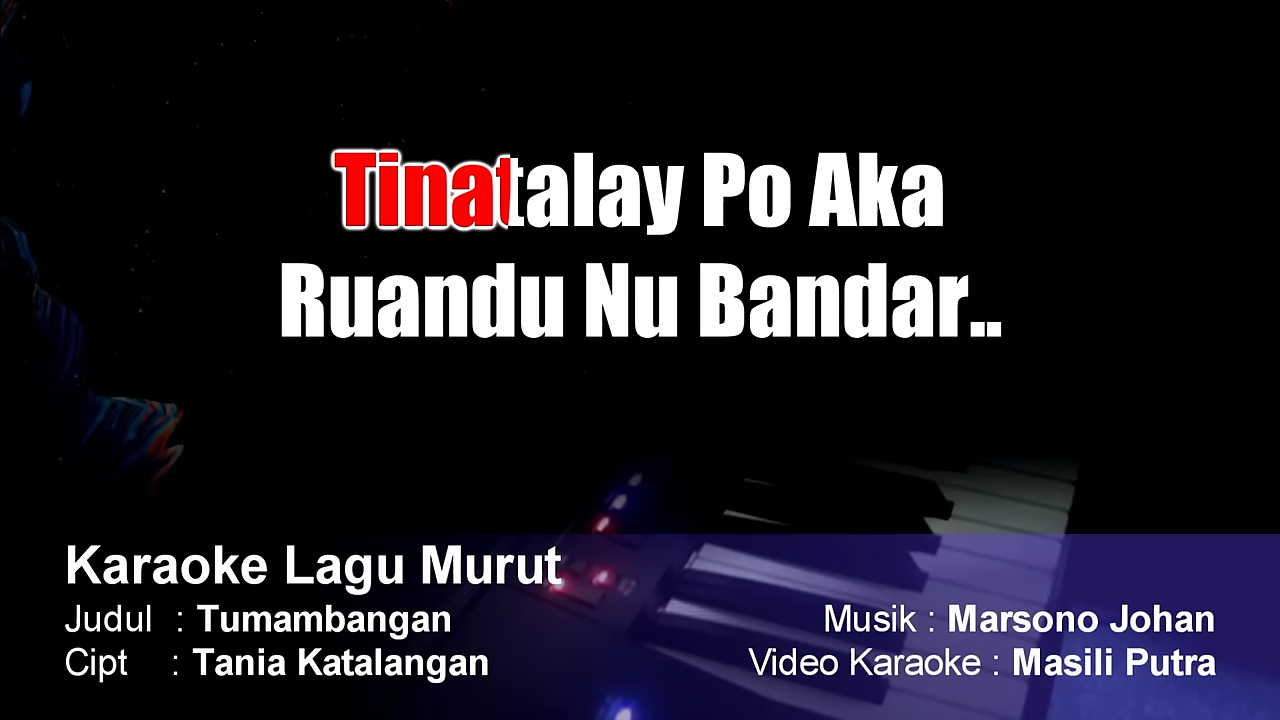 Tinatalay Po Aka
Ruandu Nu Bandar..
Karaoke Lagu Murut
Judul : Tumambangan
Cipt : Tania Katalangan
Musik : Marsono Johan
Video Karaoke : Masili Putra